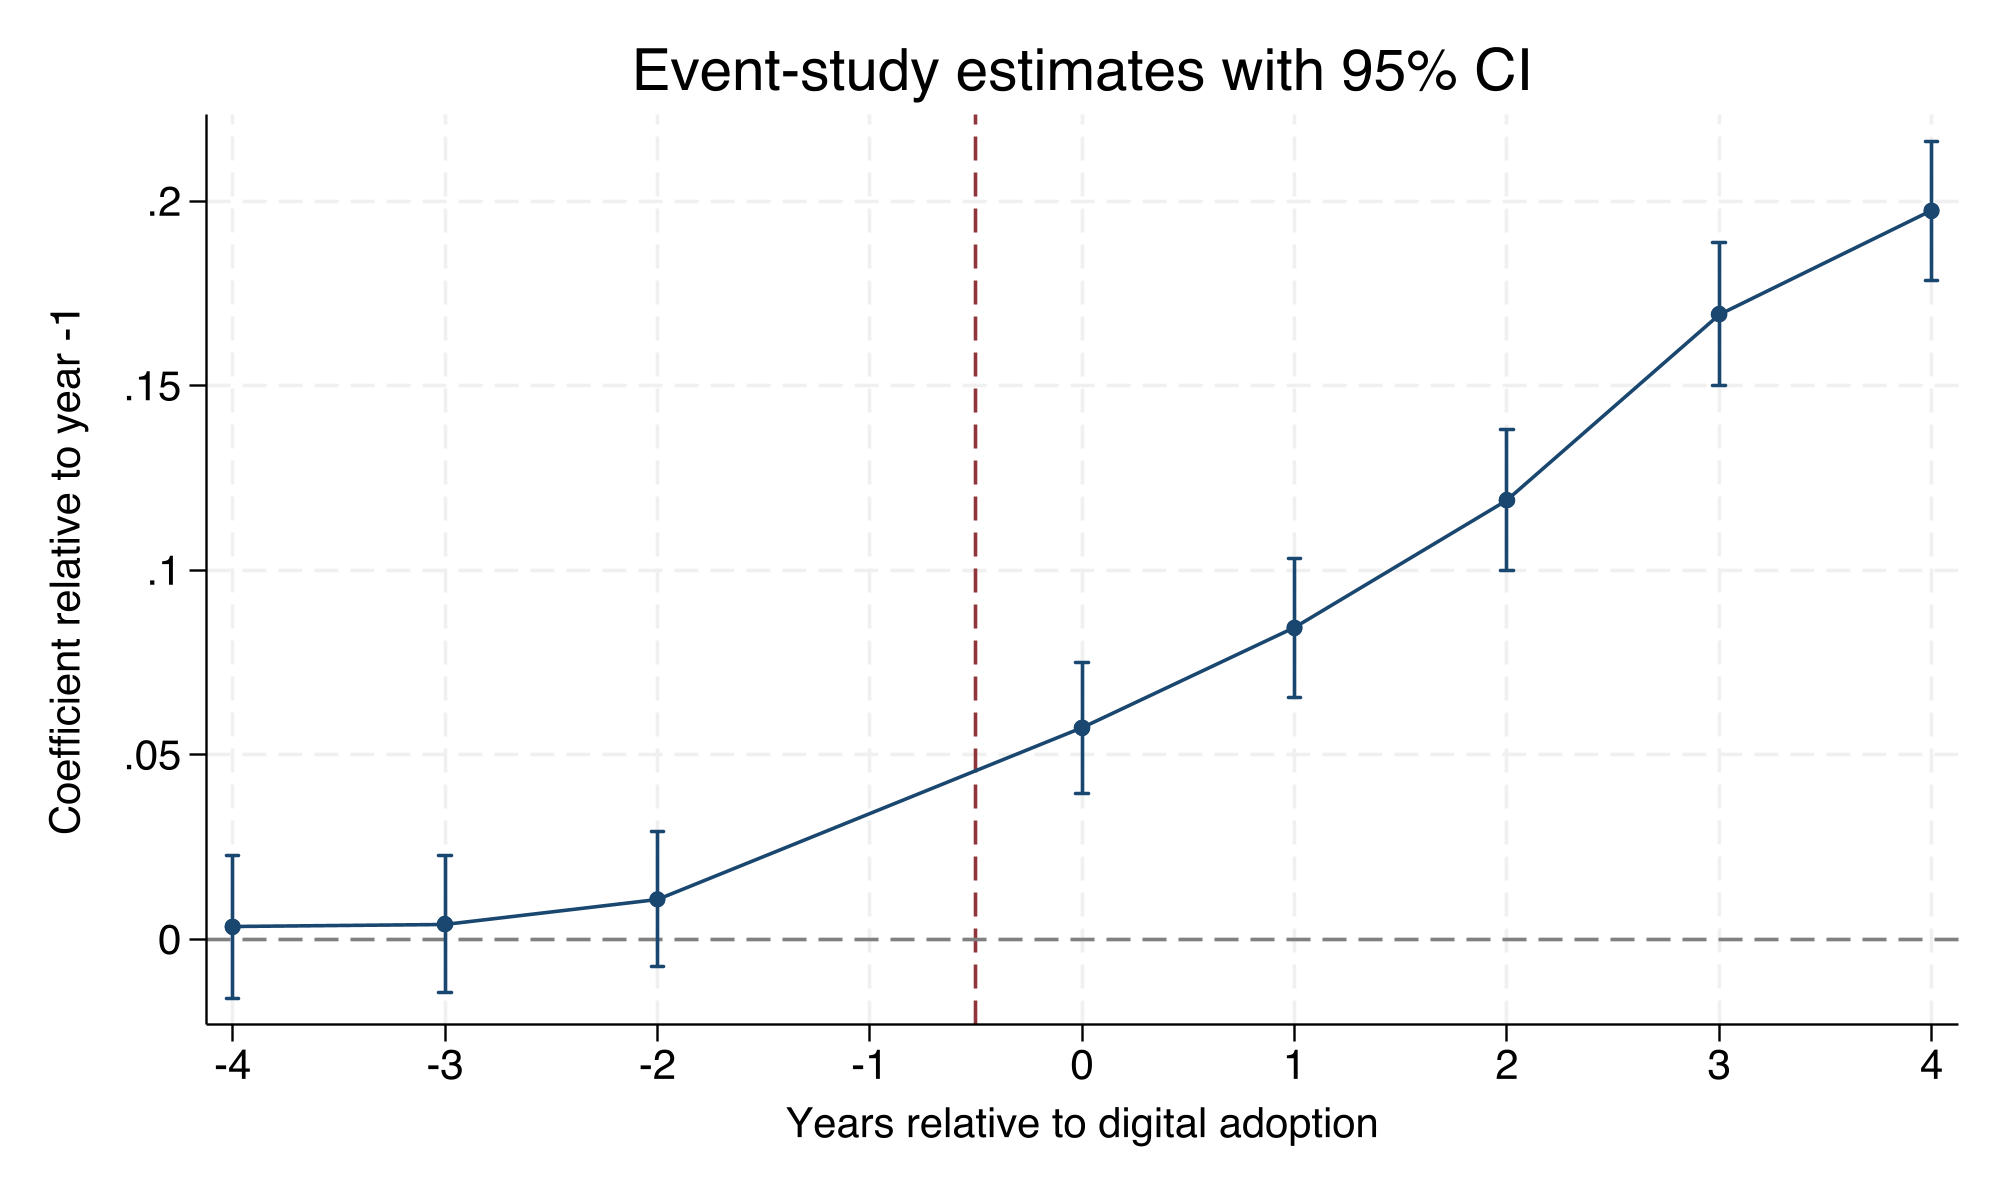 Event-study estimates with 95% CI
Coefficient relative to year -1
.2
.15
.1
.05
0
-4 -3 -2 -1 0 1 2 3 4
Years relative to digital adoption